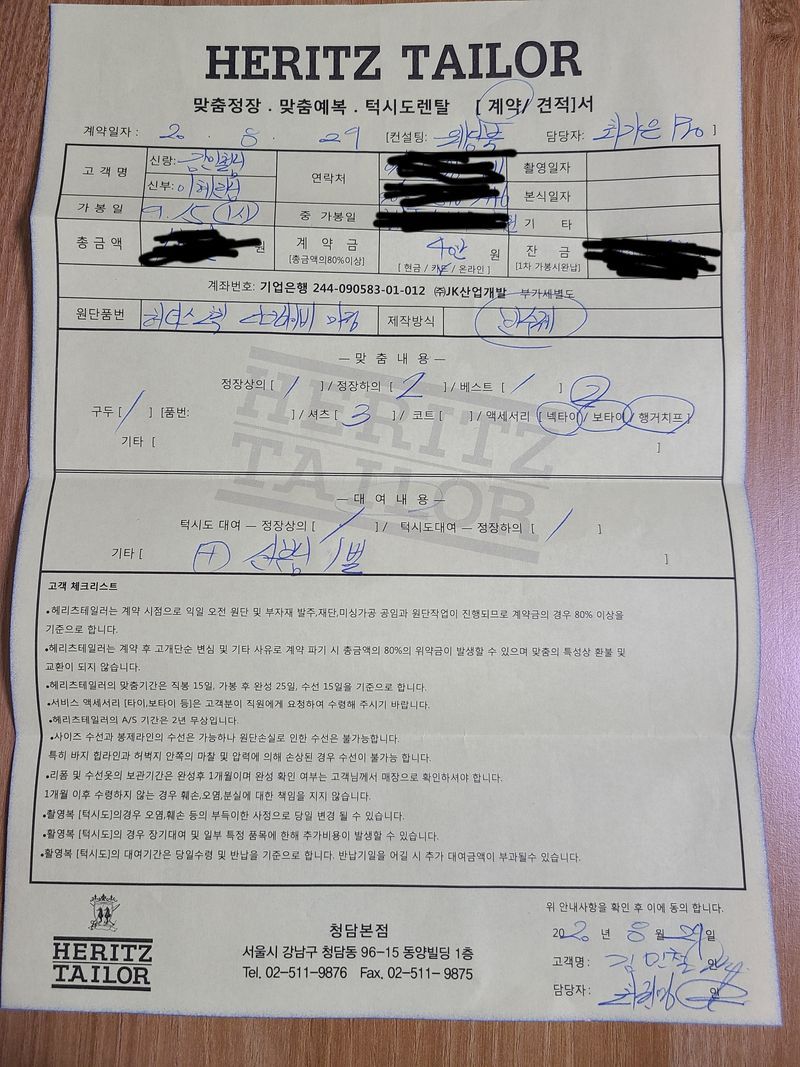 HERITZ TAILOR
맞춤정장 . 맞춤예복 . 턱시도렌탈 [ 계약/ 견적]서
계약일자 : 20 . 8 . 29 [컨설팅: 담당자: 최가은 Pro ]
고 객 명 신랑: 김민철님 연락처 촬영일자
신부: 이혜림님 본식일자
가 봉 일 9. 15 (1시) 중 가봉일 기 타
총 금 액 원 계 약 금 4만 원 잔 금
[총금액의80%이상] [ 현금 / 카드 / 온라인 ] [1차 가봉시완납]
계좌번호: 기업은행 244-090583-01-012 ㈜JK산업개발 부가세별도
원단품번 제작방식 반수제
— 맞 춤 내 용 —
정장상의 [ 1 ] / 정장하의 [ 2 ] / 베스트 [ 1 ] 2
구두 [ 1 ] [품번: ] / 셔츠 [ 3 ] / 코트 [ ] / 액세서리 [ 넥타이 / 보타이 / 행거치프 ]
기타 [ ]
HERITZ
TAILOR
— 대 여 내 용 —
턱시도 대여 — 정장상의 [ 1 ] / 턱시도대여 — 정장하의 [ 1 ]
기타 [ + 1벌 ]
고객 체크리스트
•헤리츠테일러는 계약 시점으로 익일 오전 원단 및 부자재 발주,재단,미싱가공 공임과 원단작업이 진행되므로 계약금의 경우 80% 이상을
기준으로 합니다.
•헤리츠테일러는 계약 후 고객단순 변심 및 기타 사유로 계약 파기 시 총금액의 80%의 위약금이 발생할 수 있으며 맞춤의 특성상 환불 및
교환이 되지 않습니다.
•헤리츠테일러의 맞춤기간은 직봉 15일, 가봉 후 완성 25일, 수선 15일을 기준으로 합니다.
•서비스 액세서리 [타이,보타이 등]은 고객분이 직원에게 요청하여 수령해 주시기 바랍니다.
•헤리츠테일러의 A/S 기간은 2년 무상입니다.
•사이즈 수선과 봉제라인의 수선은 가능하나 원단손실로 인한 수선은 불가능합니다.
특히 바지 힙라인과 허벅지 안쪽의 마찰 및 압력에 의해 손상된 경우 수선이 불가능 합니다.
•리폼 및 수선옷의 보관기간은 완성후 1개월이며 완성 확인 여부는 고객님께서 매장으로 확인하셔야 합니다.
1개월 이후 수령하지 않는 경우 훼손,오염,분실에 대한 책임을 지지 않습니다.
•촬영복 [턱시도]의경우 오염,훼손 등의 부득이한 사정으로 당일 변경 될 수 있습니다.
•촬영복 [턱시도]의 경우 장기대여 및 일부 특정 품목에 한해 추가비용이 발생할 수 있습니다.
•촬영복 [턱시도]의 대여기간은 당일수령 및 반납을 기준으로 합니다. 반납기일을 어길 시 추가 대여금액이 부과될수 있습니다.
위 안내사항을 확인 후 이에 동의 합니다.
2020 년 8 월 29 일
고객명: 김민철 인
담당자: 인
HERITZ
TAILOR
청담본점
서울시 강남구 청담동 96-15 동양빌딩 1층
Tel. 02-511-9876 Fax. 02-511- 9875